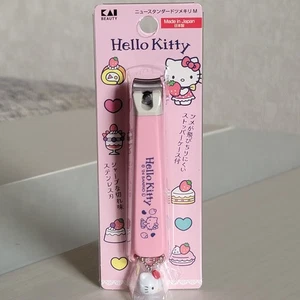 KAI
BEAUTY
ニュースタンダードツメキリM
Made in Japan
日本製
Hello Kitty
ツメが飛びちりにくい
ストッパーケース付
シャープな切れ味
ステンレス刃
Hello Kitty